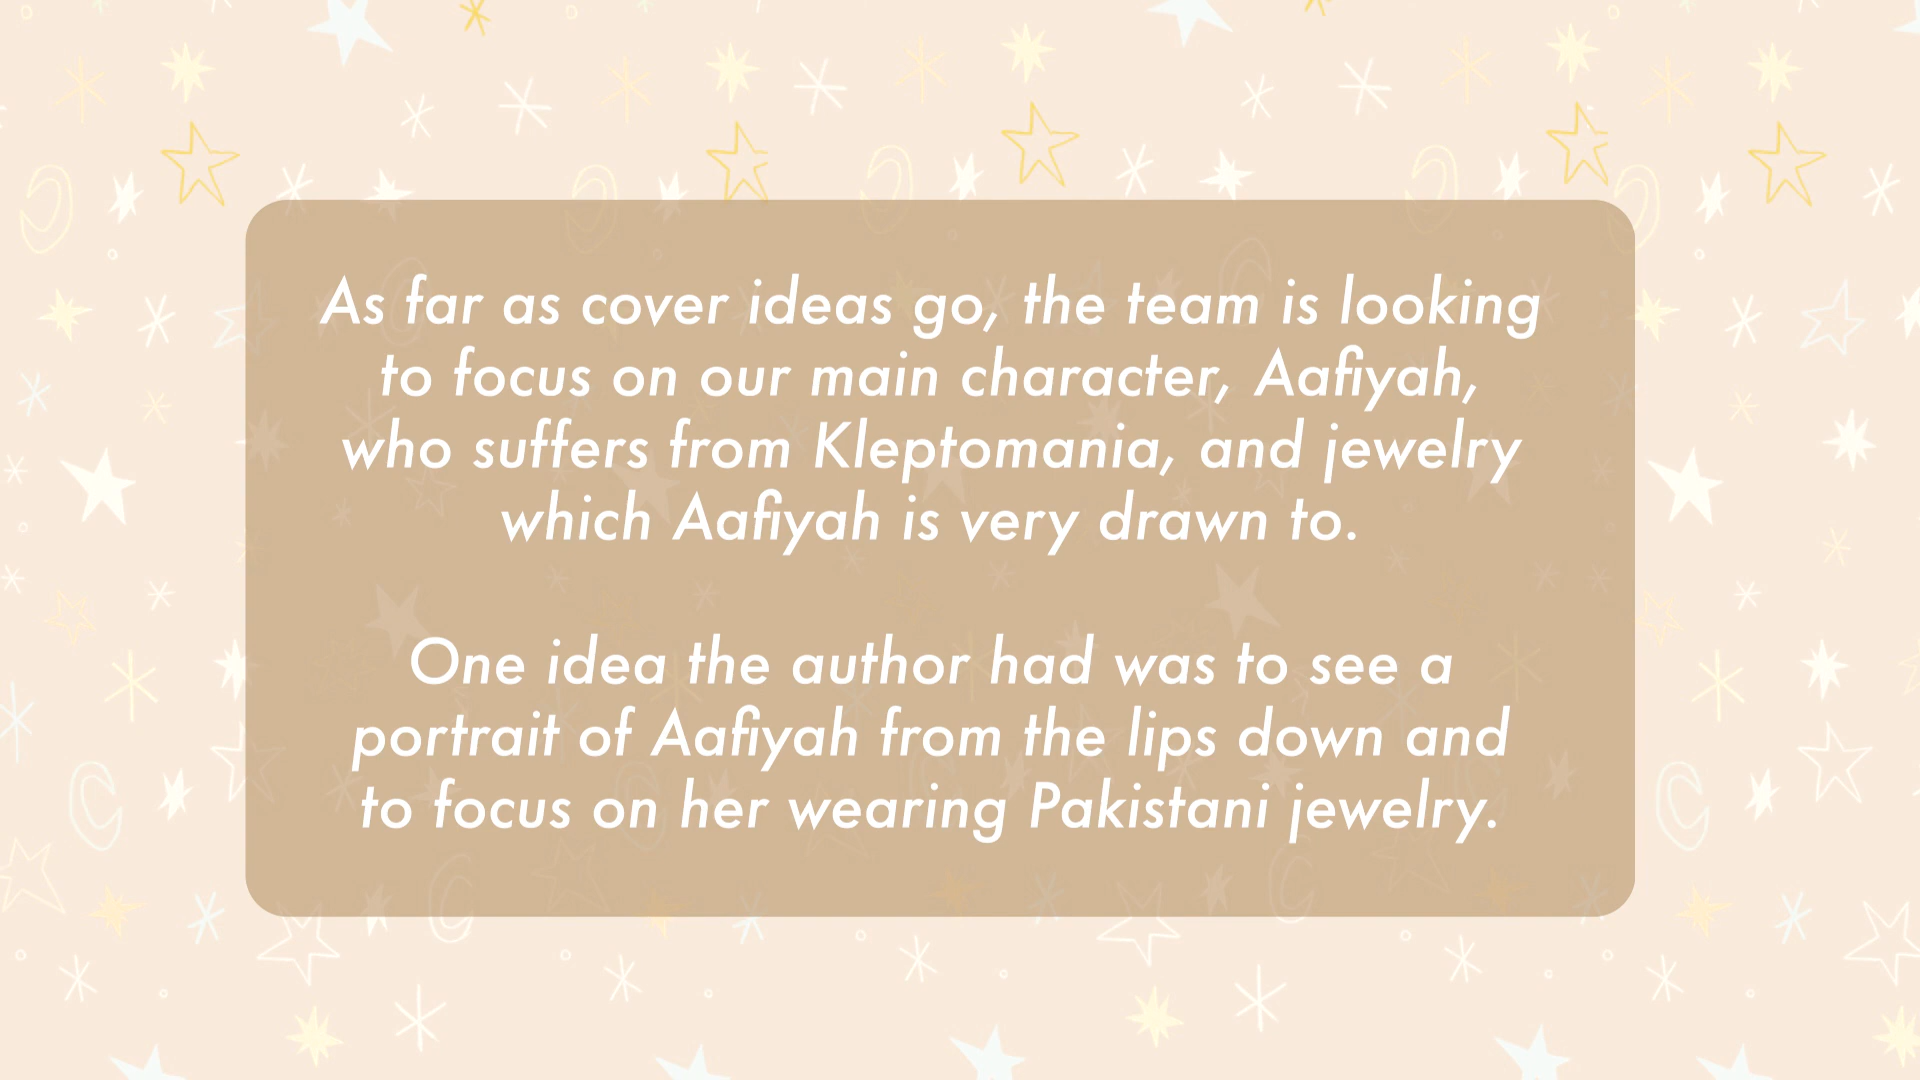 As far as cover ideas go, the team is looking
to focus on our main character, Aafiyah,
who suffers from Kleptomania, and jewelry
which Aafiyah is very drawn to.
One idea the author had was to see a
portrait of Aafiyah from the lips down and
to focus on her wearing Pakistani jewelry.